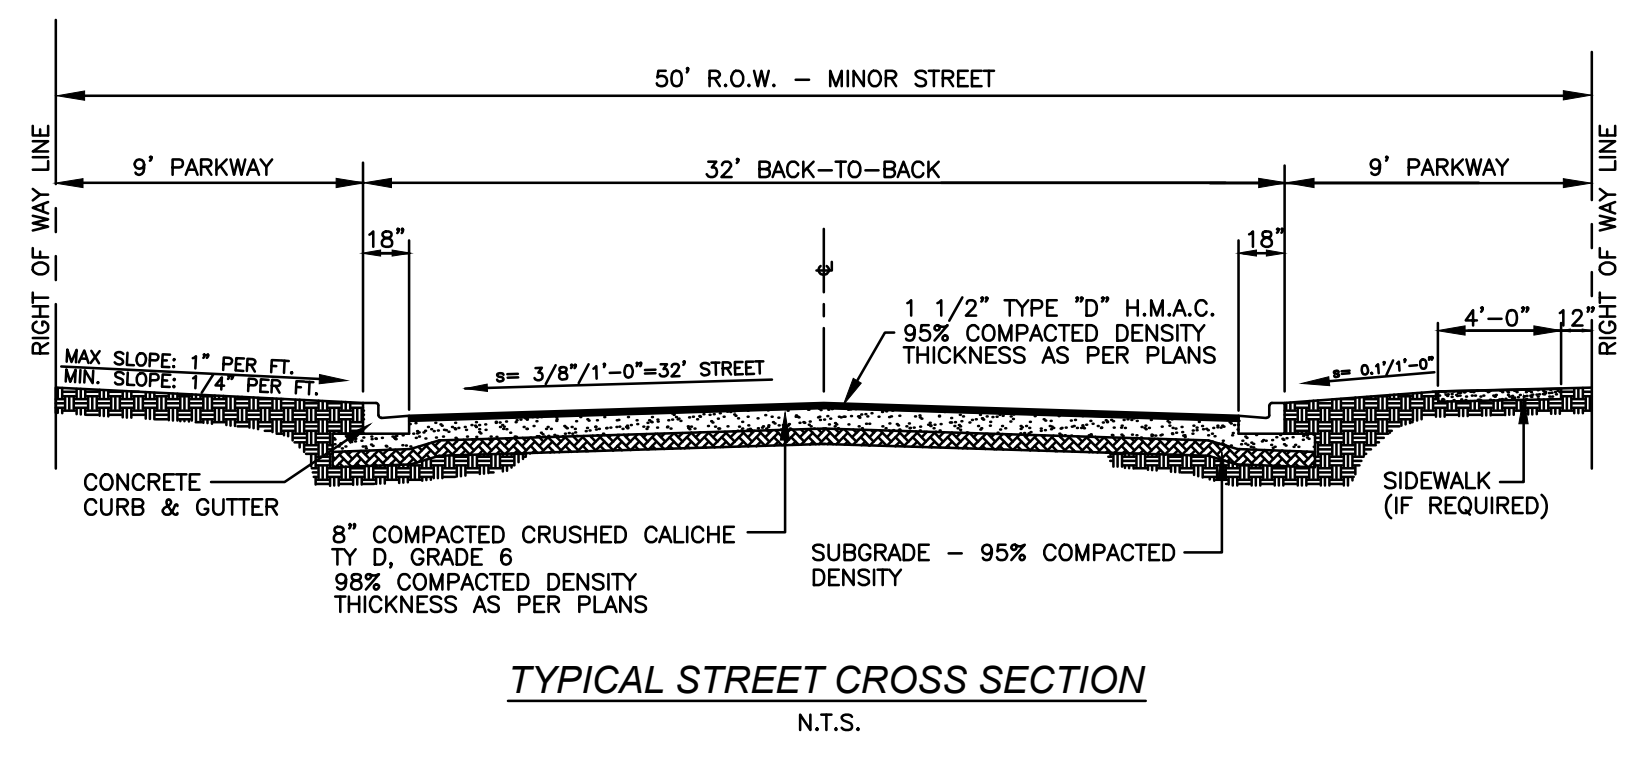 50' R.O.W. - MINOR STREET
RIGHT OF WAY LINE
9' PARKWAY
32' BACK-TO-BACK
9' PARKWAY
RIGHT OF WAY LINE
18"
18"
℄
1 1/2" TYPE "D" H.M.A.C.
95% COMPACTED DENSITY
THICKNESS AS PER PLANS
4'-0"
12"
MAX SLOPE: 1" PER FT.
MIN. SLOPE: 1/4" PER FT.
s= 3/8"/1'-0"=32' STREET
s= 0.1'/1'-0"
CONCRETE
CURB & GUTTER
8" COMPACTED CRUSHED CALICHE
TY D, GRADE 6
98% COMPACTED DENSITY
THICKNESS AS PER PLANS
SUBGRADE - 95% COMPACTED
DENSITY
SIDEWALK
(IF REQUIRED)
TYPICAL STREET CROSS SECTION
N.T.S.